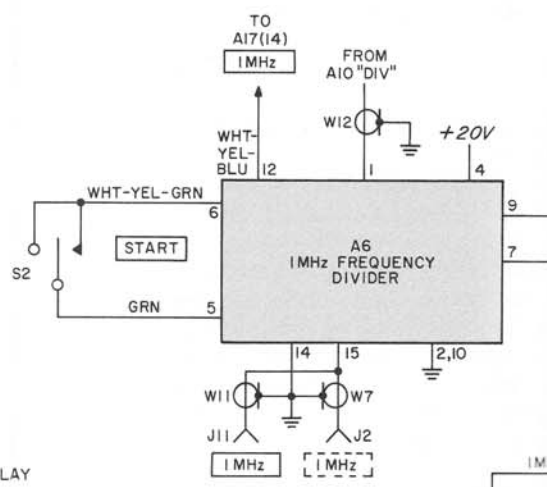 TO
A17(14)
1MHz
FROM
A10 "DIV"
W12
+20V
WHT-
YEL-
BLU
12
1
4
WHT-YEL-GRN
6
9
START
A6
1MHz FREQUENCY
DIVIDER
7
S2
GRN
5
14
15
2,10
W11
W7
J11
J2
1MHz
1MHz
LAY
1M